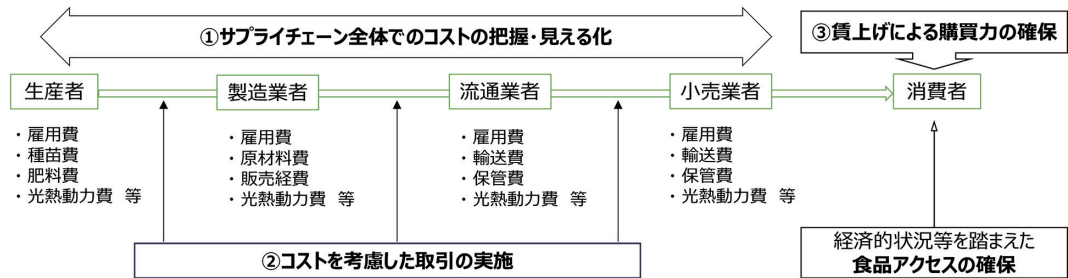 ①サプライチェーン全体でのコストの把握・見える化
③賃上げによる購買力の確保
生産者
製造業者
流通業者
小売業者
消費者
・雇用費
・種苗費
・肥料費
・光熱動力費 等
・雇用費
・原材料費
・販売経費
・光熱動力費 等
・雇用費
・輸送費
・保管費
・光熱動力費 等
・雇用費
・輸送費
・保管費
・光熱動力費 等
②コストを考慮した取引の実施
経済的状況等を踏まえた
食品アクセスの確保